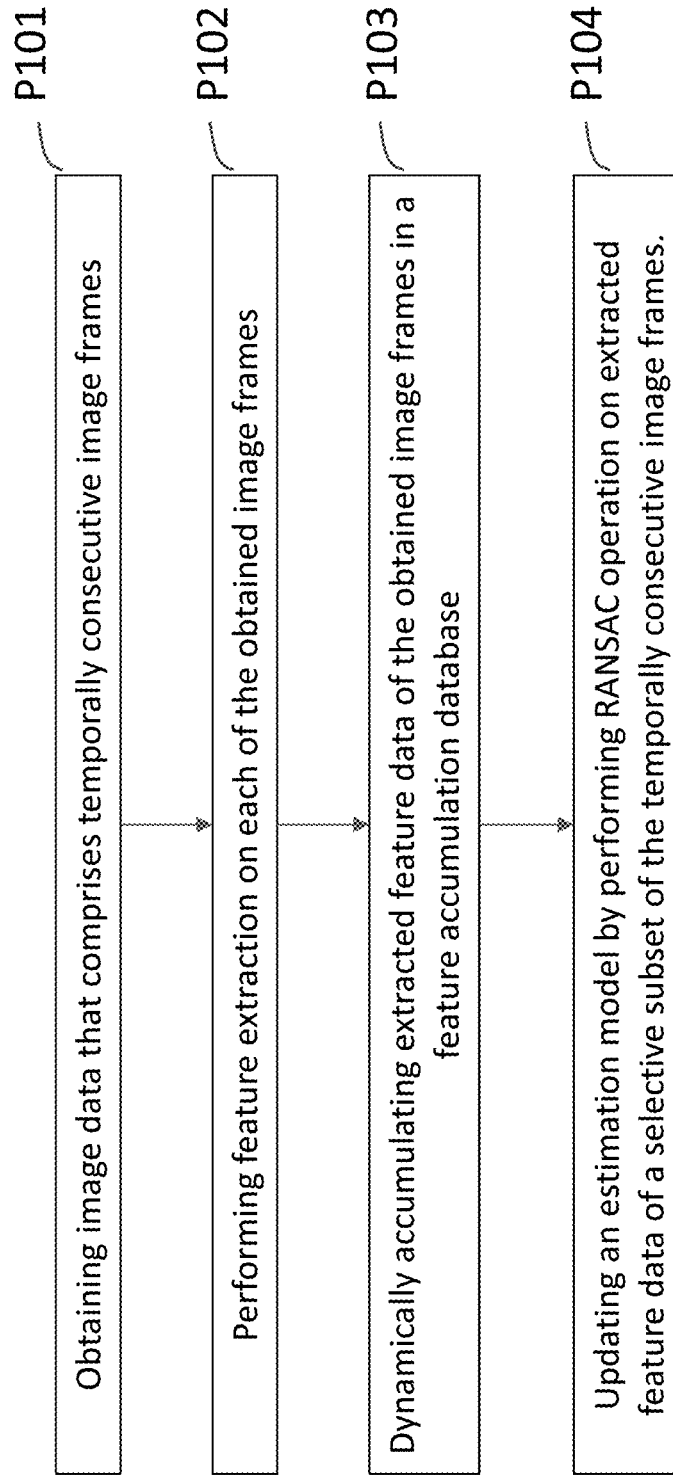 P101
Obtaining image data that comprises temporally consecutive image frames
P102
Performing feature extraction on each of the obtained image frames
P103
Dynamically accumulating extracted feature data of the obtained image frames in a
feature accumulation database
P104
Updating an estimation model by performing RANSAC operation on extracted
feature data of a selective subset of the temporally consecutive image frames.